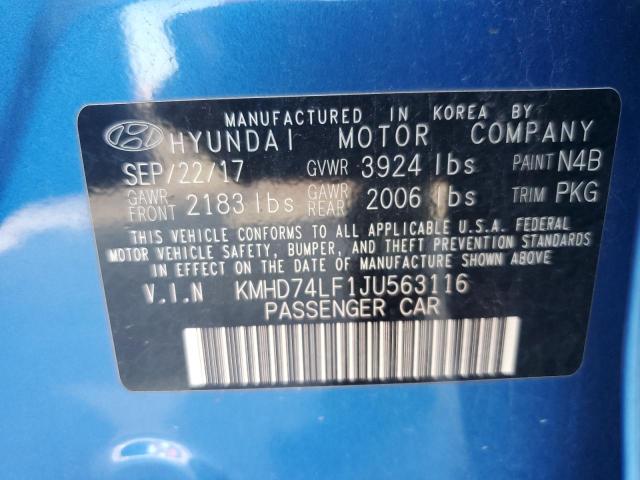 MANUFACTURED IN KOREA BY
HYUNDAI MOTOR COMPANY
SEP/22/17 GVWR 3924 lbs PAINT N4B
GAWR FRONT 2183 lbs GAWR REAR 2006 lbs TRIM PKG
THIS VEHICLE CONFORMS TO ALL APPLICABLE U.S.A. FEDERAL
MOTOR VEHICLE SAFETY, BUMPER, AND THEFT PREVENTION STANDARDS
IN EFFECT ON THE DATE OF MANUFACTURE SHOWN ABOVE.
V.I.N KMHD74LF1JU563116
PASSENGER CAR